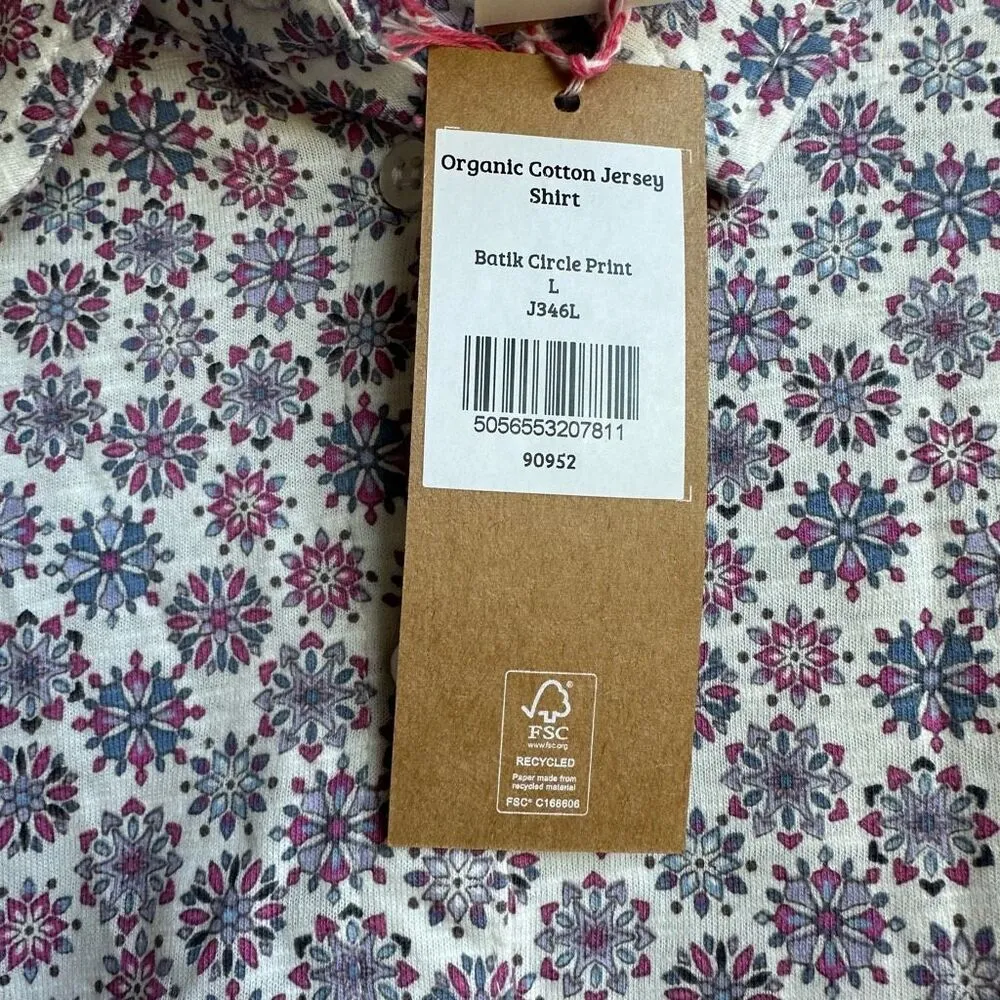 Organic Cotton Jersey
Shirt
Batik Circle Print
L
J346L
5056553207811
90952
FSC®
www.fsc.org
RECYCLED
Paper made from
recycled material
FSC® C166606